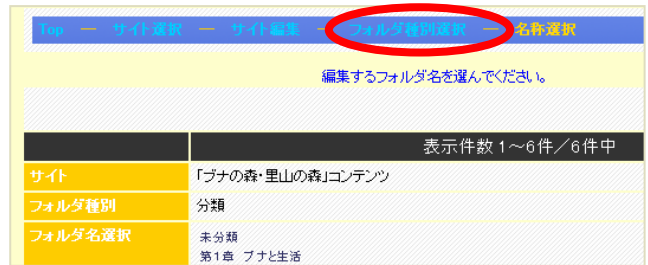 Top ― サイト選択 ― サイト編集 ― フォルダ種別選択 ― 名称選択
編集するフォルダ名を選んでください。
表示件数 1～6件／6件中
サイト 「ブナの森・里山の森」コンテンツ
フォルダ種別 分類
フォルダ名選択 未分類
第1章 ブナと生活